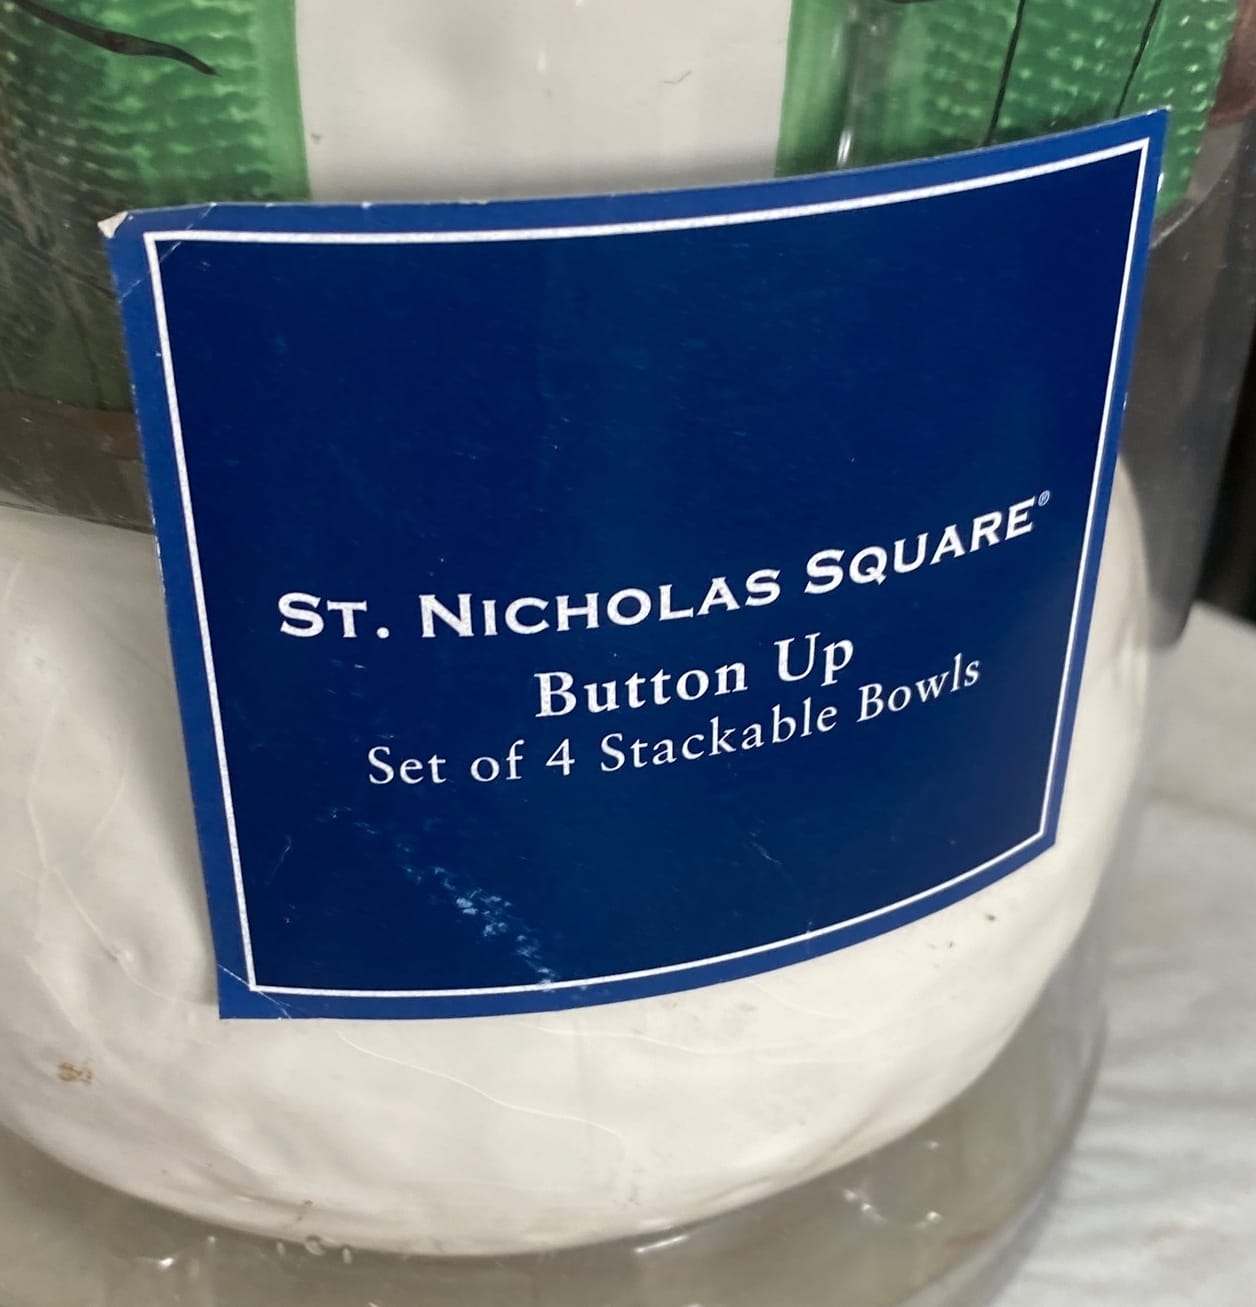 ST. NICHOLAS SQUARE®
Button Up
Set of 4 Stackable Bowls